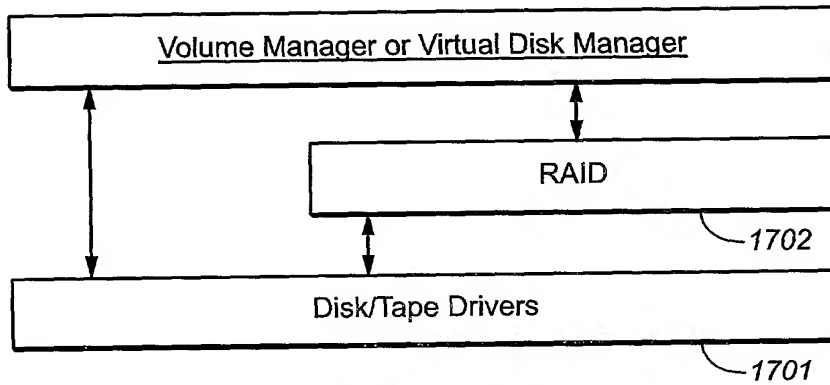 Volume Manager or Virtual Disk Manager
RAID
1702
Disk/Tape Drivers
1701